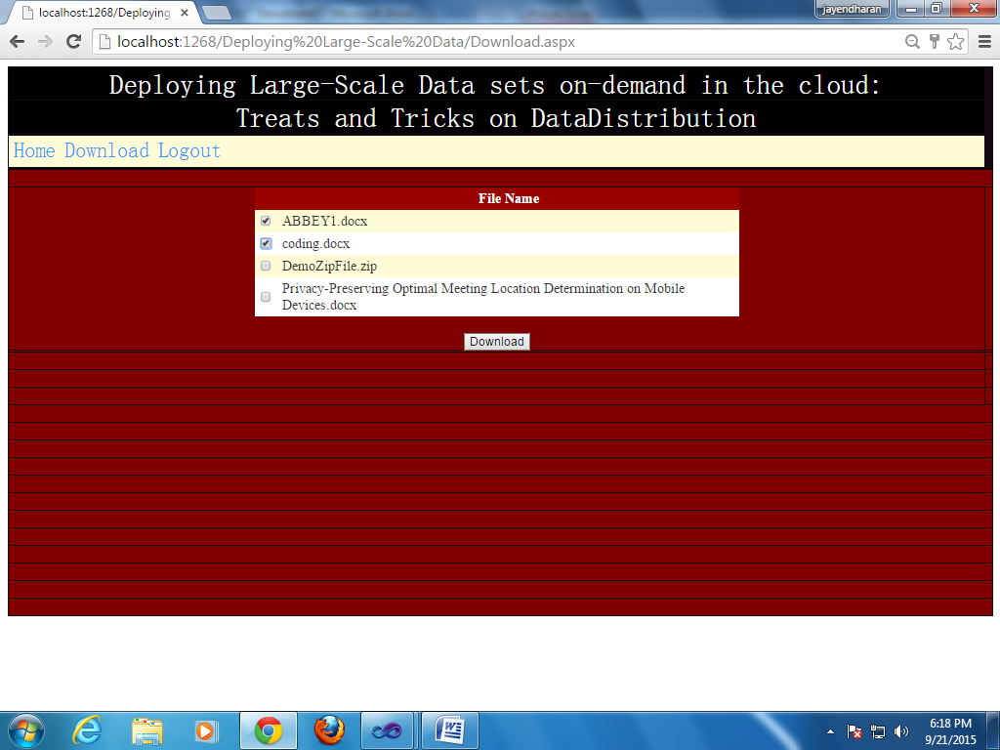 localhost:1268/Deploying
jayendharan
localhost:1268/Deploying%20Large-Scale%20Data/Download.aspx
Deploying Large-Scale Data sets on-demand in the cloud:
Treats and Tricks on DataDistribution
Home Download Logout
File Name
ABBEY1.docx
coding.docx
DemoZipFile.zip
Privacy-Preserving Optimal Meeting Location Determination on Mobile
Devices.docx
Download
6:18 PM
9/21/2015